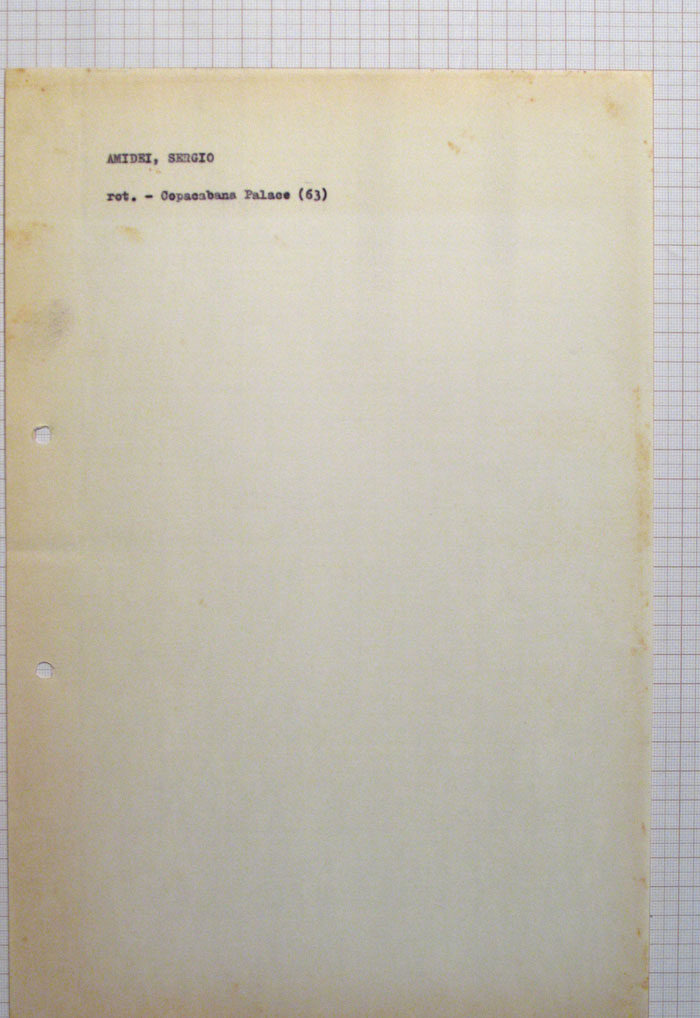 AMIDEI, SERGIO
rot. - Copacabana Palace (63)